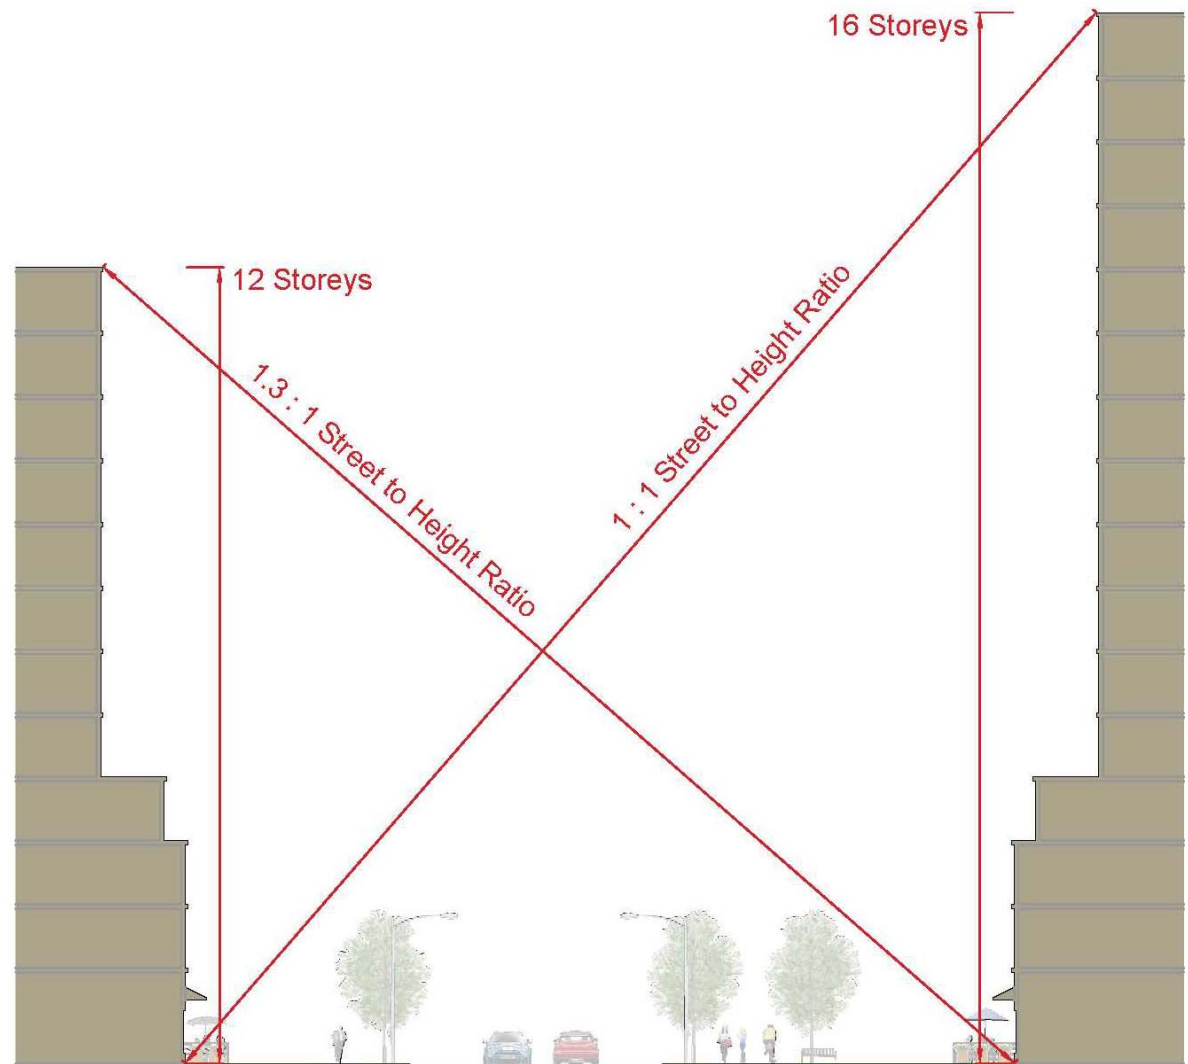 16 Storeys
12 Storeys
1.3 : 1 Street to Height Ratio
1 : 1 Street to Height Ratio